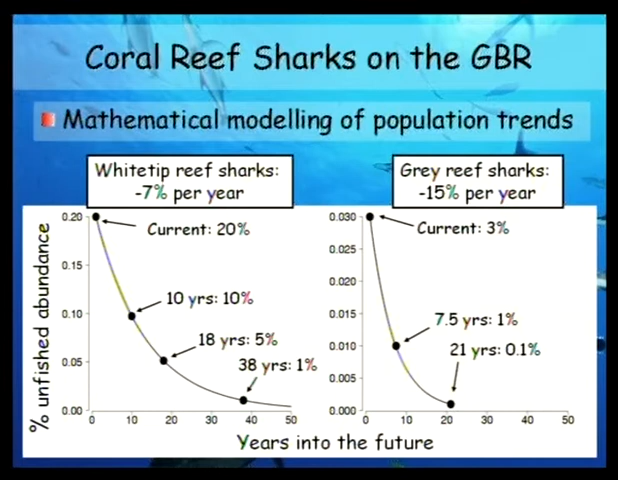 Coral Reef Sharks on the GBR
Mathematical modelling of population trends
Whitetip reef sharks:
-7% per year
Grey reef sharks:
-15% per year
% unfished abundance
0.20
0.15
0.10
0.05
0.00
Current: 20%
10 yrs: 10%
18 yrs: 5%
38 yrs: 1%
0 10 20 30 40 50
0.030
0.025
0.020
0.015
0.010
0.005
0.000
Current: 3%
7.5 yrs: 1%
21 yrs: 0.1%
0 10 20 30 40 50
Years into the future